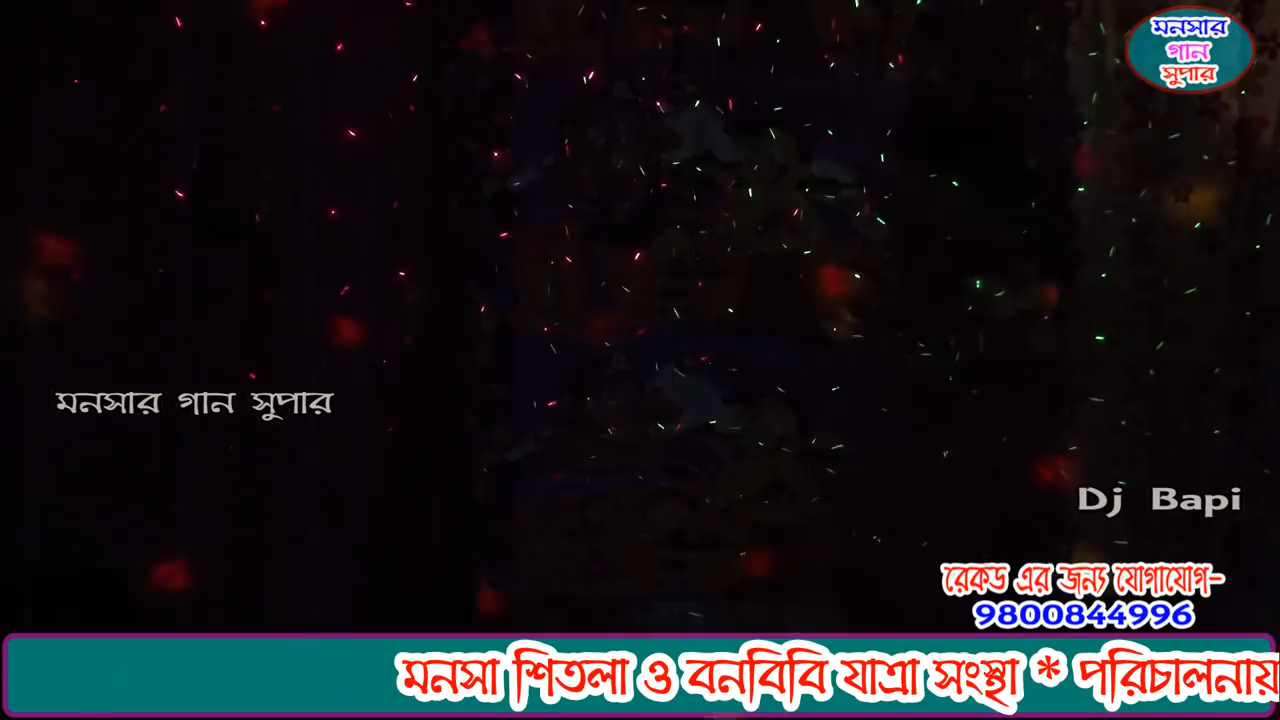 মনসার
গান
সুপার
মনসার গান সুপার
Dj Bapi
রেকড এর জন্য যোগাযোগ-
9800844996
মনসা শিতলা ও বনবিবি যাত্রা সংস্থা * পরিচালনায়